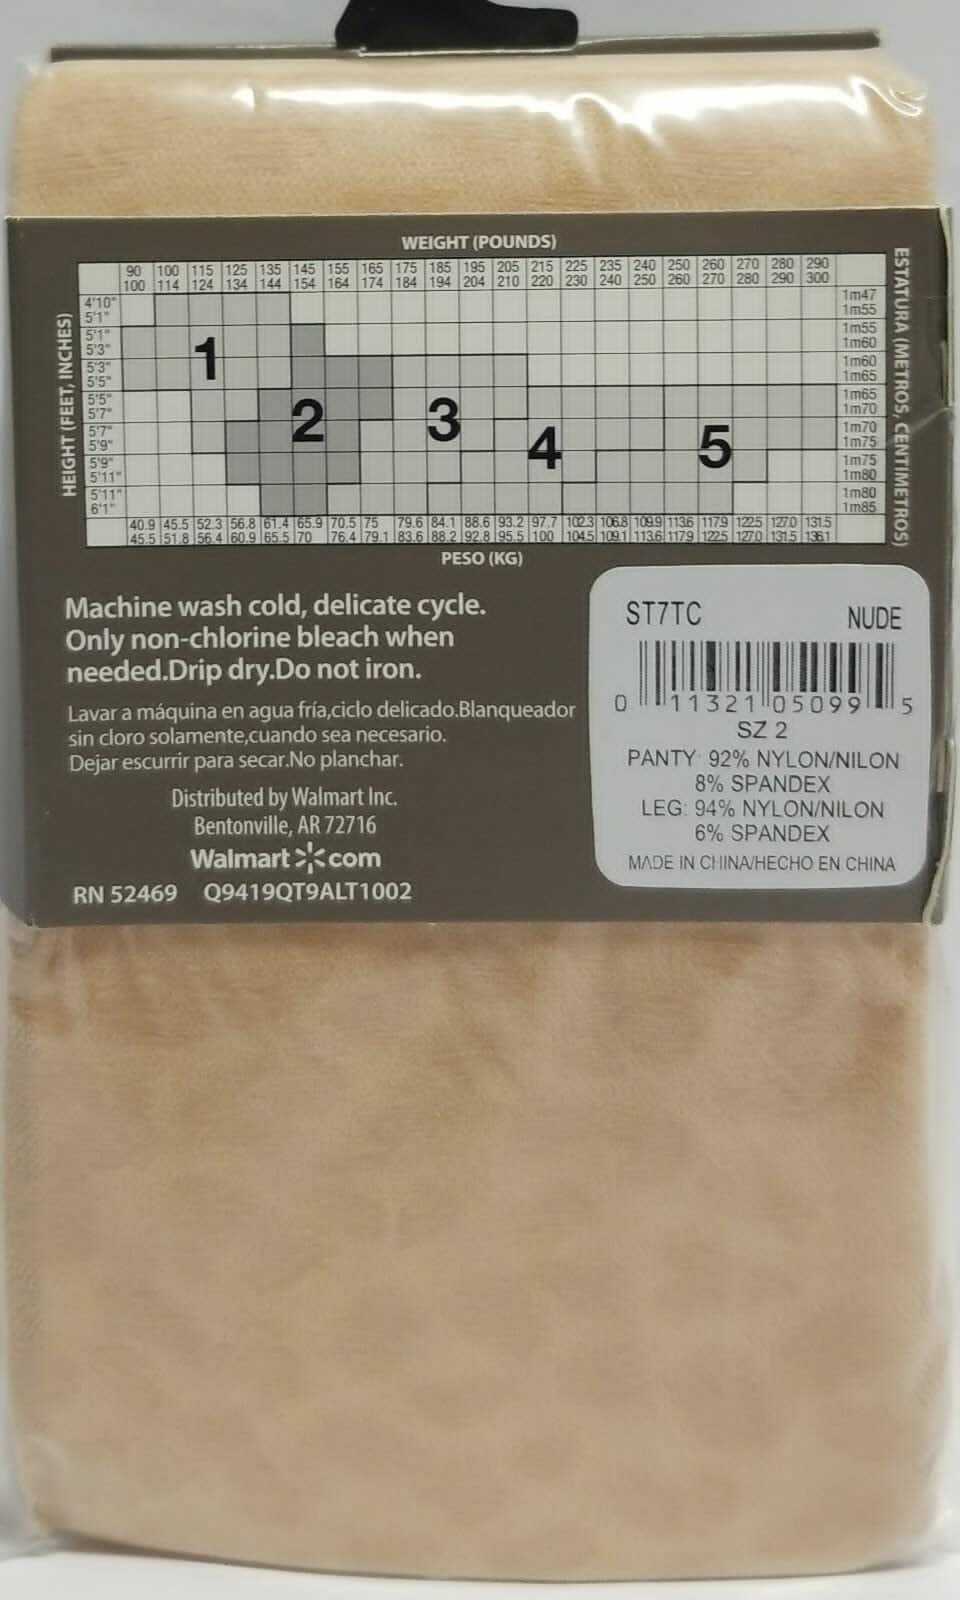 WEIGHT (POUNDS)
90 100 115 125 135 145 155 165 175 185 195 205 215 225 235 240 250 260 270 280 290
100 114 124 134 144 154 164 174 184 194 204 210 220 230 240 250 260 270 280 290 300
HEIGHT (FEET, INCHES)
ESTATURA (METROS, CENTIMETROS)
4'10" 1m47
5'1" 1m55
5'1" 1m55
5'3" 1m60
5'3" 1m60
5'5" 1m65
5'5" 1m65
5'7" 1m70
5'7" 1m70
5'9" 1m75
5'9" 1m75
5'11" 1m80
5'11" 1m80
6'1" 1m85
1
2
3
4
5
40.9 45.5 52.3 56.8 61.4 65.9 70.5 75 79.6 84.1 88.6 93.2 97.7 102.3 106.8 109.9 113.6 117.9 122.5 127.0 131.5
45.5 51.8 56.4 60.9 65.5 70 76.4 79.1 83.6 88.2 92.8 95.5 100 104.5 109.1 113.6 117.9 122.5 127.0 131.5 136.1
PESO (KG)
Machine wash cold, delicate cycle.
Only non-chlorine bleach when
needed.Drip dry.Do not iron.
Lavar a máquina en agua fría,ciclo delicado.Blanqueador
sin cloro solamente,cuando sea necesario.
Dejar escurrir para secar.No planchar.
Distributed by Walmart Inc.
Bentonville, AR 72716
Walmart com
RN 52469 Q9419QT9ALT1002
ST7TC NUDE
0 11321 05099 5
SZ 2
PANTY: 92% NYLON/NILON
8% SPANDEX
LEG: 94% NYLON/NILON
6% SPANDEX
MADE IN CHINA/HECHO EN CHINA